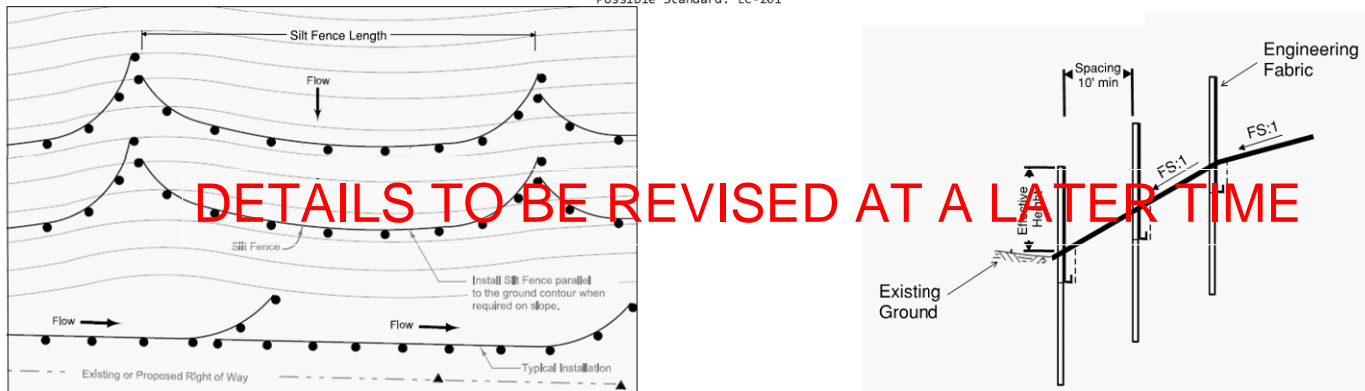 Possible Standard: EC-201
Silt Fence Length
Flow
Silt Fence
Install Silt Fence parallel
to the ground contour when
required on slope.
Flow
Flow
Typical Installation
Existing or Proposed Right of Way
DETAILS TO BE REVISED AT A LATER TIME
Spacing
10' min
Engineering
Fabric
FS:1
FS:1
Effective
Height
Existing
Ground